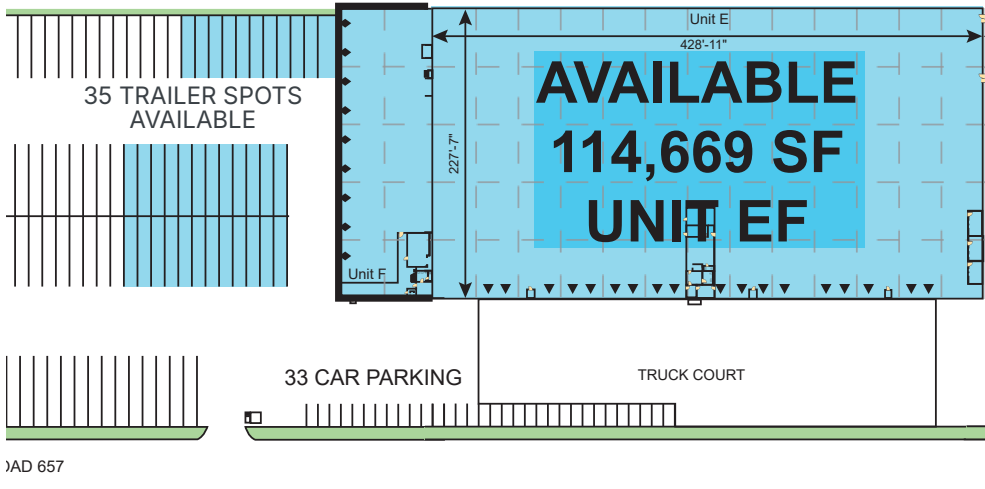 Unit E
428'-11"
35 TRAILER SPOTS
AVAILABLE
AVAILABLE
114,669 SF
UNIT EF
227'-7"
Unit F
33 CAR PARKING
TRUCK COURT
657